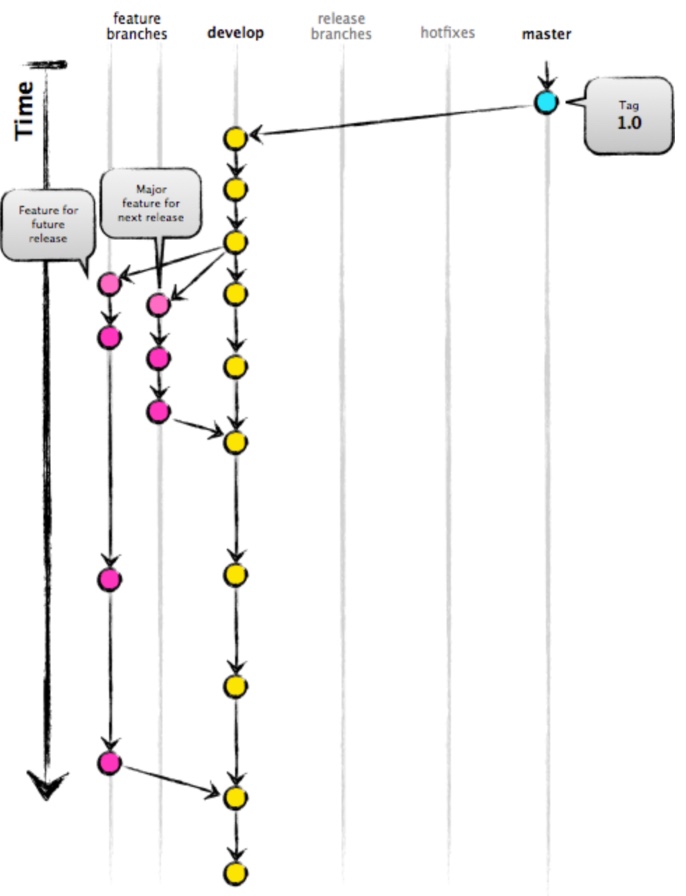 feature
branches
develop
release
branches
hotfixes
master
Time
Tag
1.0
Major
feature for
next release
Feature for
future
release